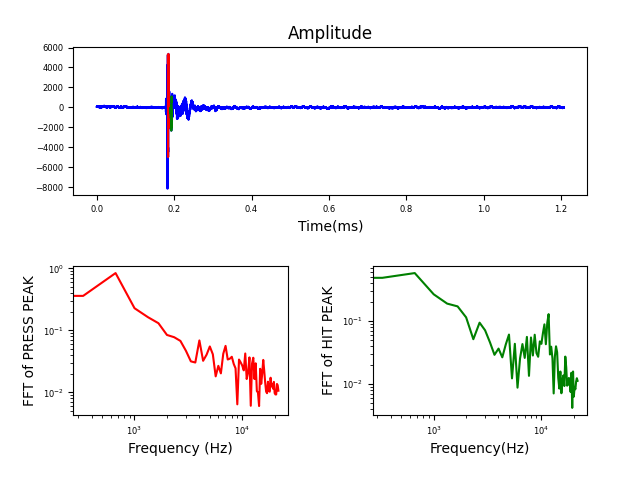 Amplitude
6000
4000
2000
0
−2000
−4000
−6000
−8000
0.0 0.2 0.4 0.6 0.8 1.0 1.2
Time(ms)
FFT of PRESS PEAK
10⁰
10⁻¹
10⁻²
10³ 10⁴
Frequency (Hz)
FFT of HIT PEAK
10⁻¹
10⁻²
10³ 10⁴
Frequency(Hz)